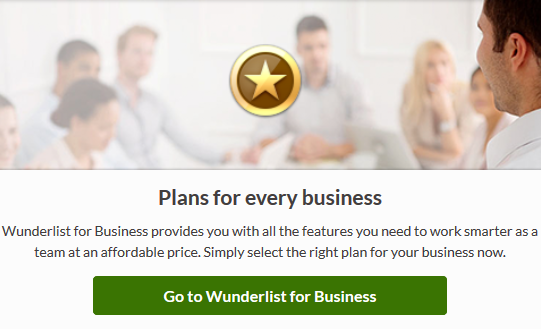 Plans for every business
Wunderlist for Business provides you with all the features you need to work smarter as a
team at an affordable price. Simply select the right plan for your business now.
Go to Wunderlist for Business